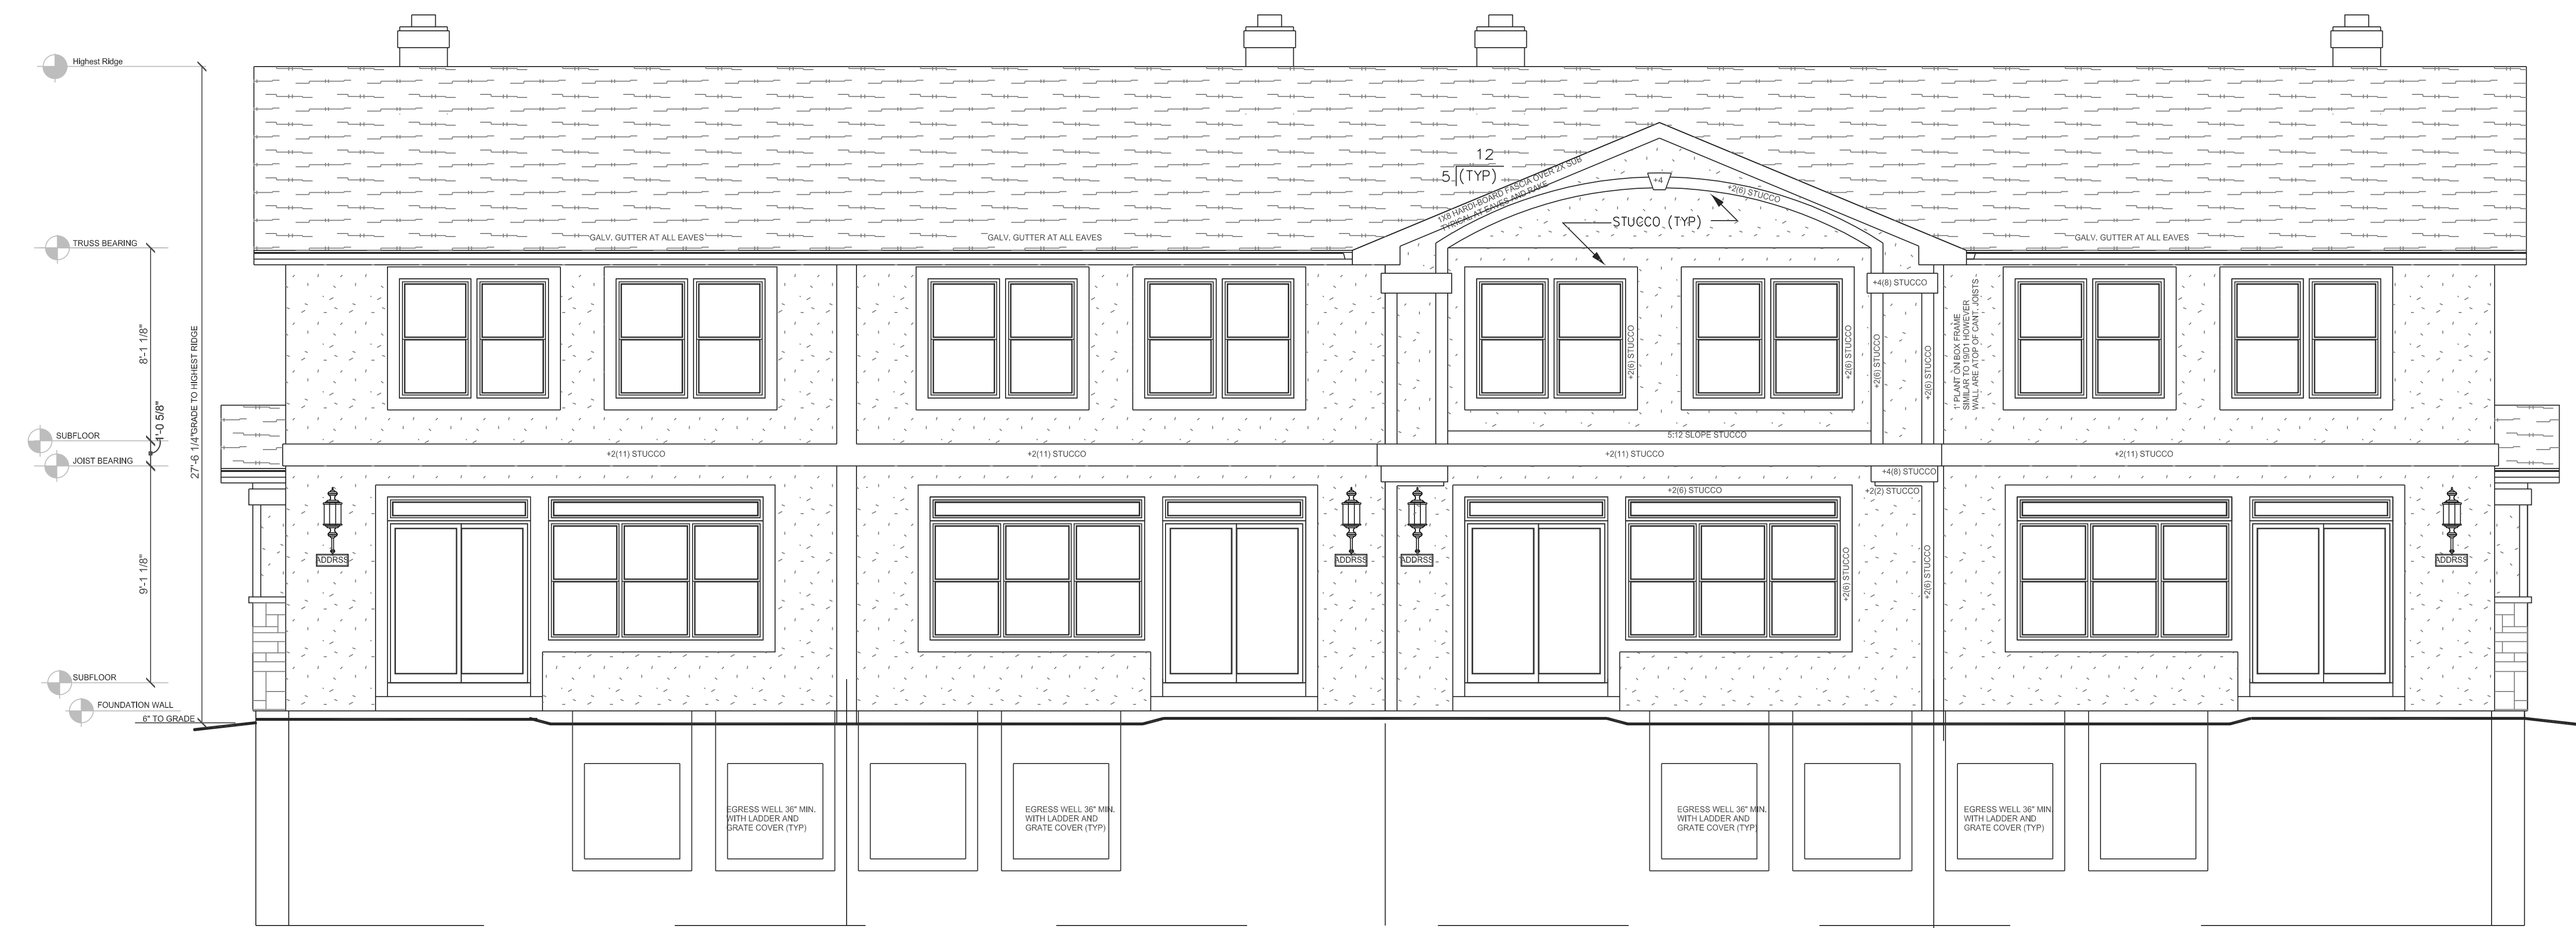 Highest Ridge
12
5 (TYP)
1X8 HARDI-BOARD FASCIA OVER 2X SUB
TYRICAL AT EAVES AND RAKE
+4
+2(6) STUCCO
STUCCO (TYP)
TRUSS BEARING
GALV. GUTTER AT ALL EAVES
GALV. GUTTER AT ALL EAVES
GALV. GUTTER AT ALL EAVES
+4(8) STUCCO
8'-1 1/8"
27'-6 1/4"GRADE TO HIGHEST RIDGE
+2(6) STUCCO
+2(6) STUCCO
+2(6) STUCCO
+2(6) STUCCO
1' PLANT ON BOX FRAME
SIMILAR TO 19/D1 HOWEVER
WALL ARE A TOP OF CANT. JOISTS
1'-0 5/8"
SUBFLOOR
5:12 SLOPE STUCCO
+2(11) STUCCO
+2(11) STUCCO
+2(11) STUCCO
+2(11) STUCCO
JOIST BEARING
+4(8) STUCCO
+2(6) STUCCO
+2(2) STUCCO
ADDRSS
ADDRSS
ADDRSS
ADDRSS
9'-1 1/8"
+2(6) STUCCO
+2(6) STUCCO
SUBFLOOR
FOUNDATION WALL
6" TO GRADE
EGRESS WELL 36" MIN.
WITH LADDER AND
GRATE COVER (TYP)
EGRESS WELL 36" MIN.
WITH LADDER AND
GRATE COVER (TYP)
EGRESS WELL 36" MIN.
WITH LADDER AND
GRATE COVER (TYP)
EGRESS WELL 36" MIN.
WITH LADDER AND
GRATE COVER (TYP)